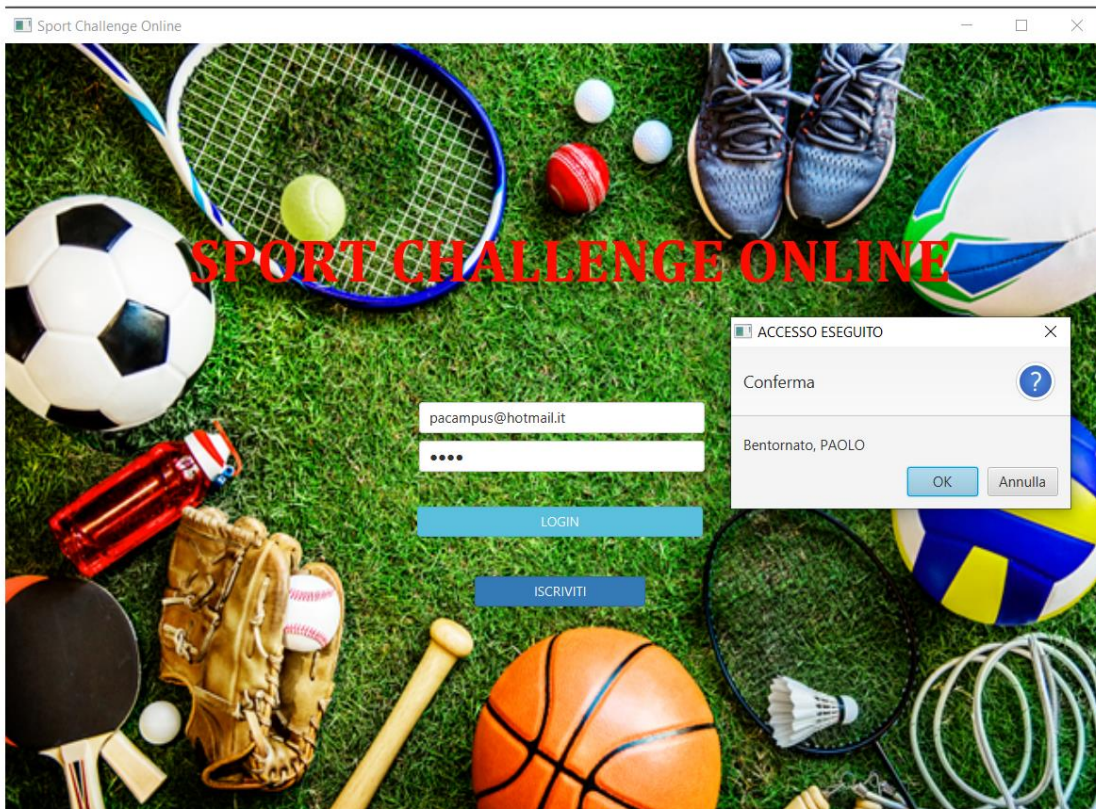 Sport Challenge Online
SPORT CHALLENGE ONLINE
ACCESSO ESEGUITO
Conferma
?
Bentornato, PAOLO
OK
Annulla
pacampus@hotmail.it
••••
LOGIN
ISCRIVITI